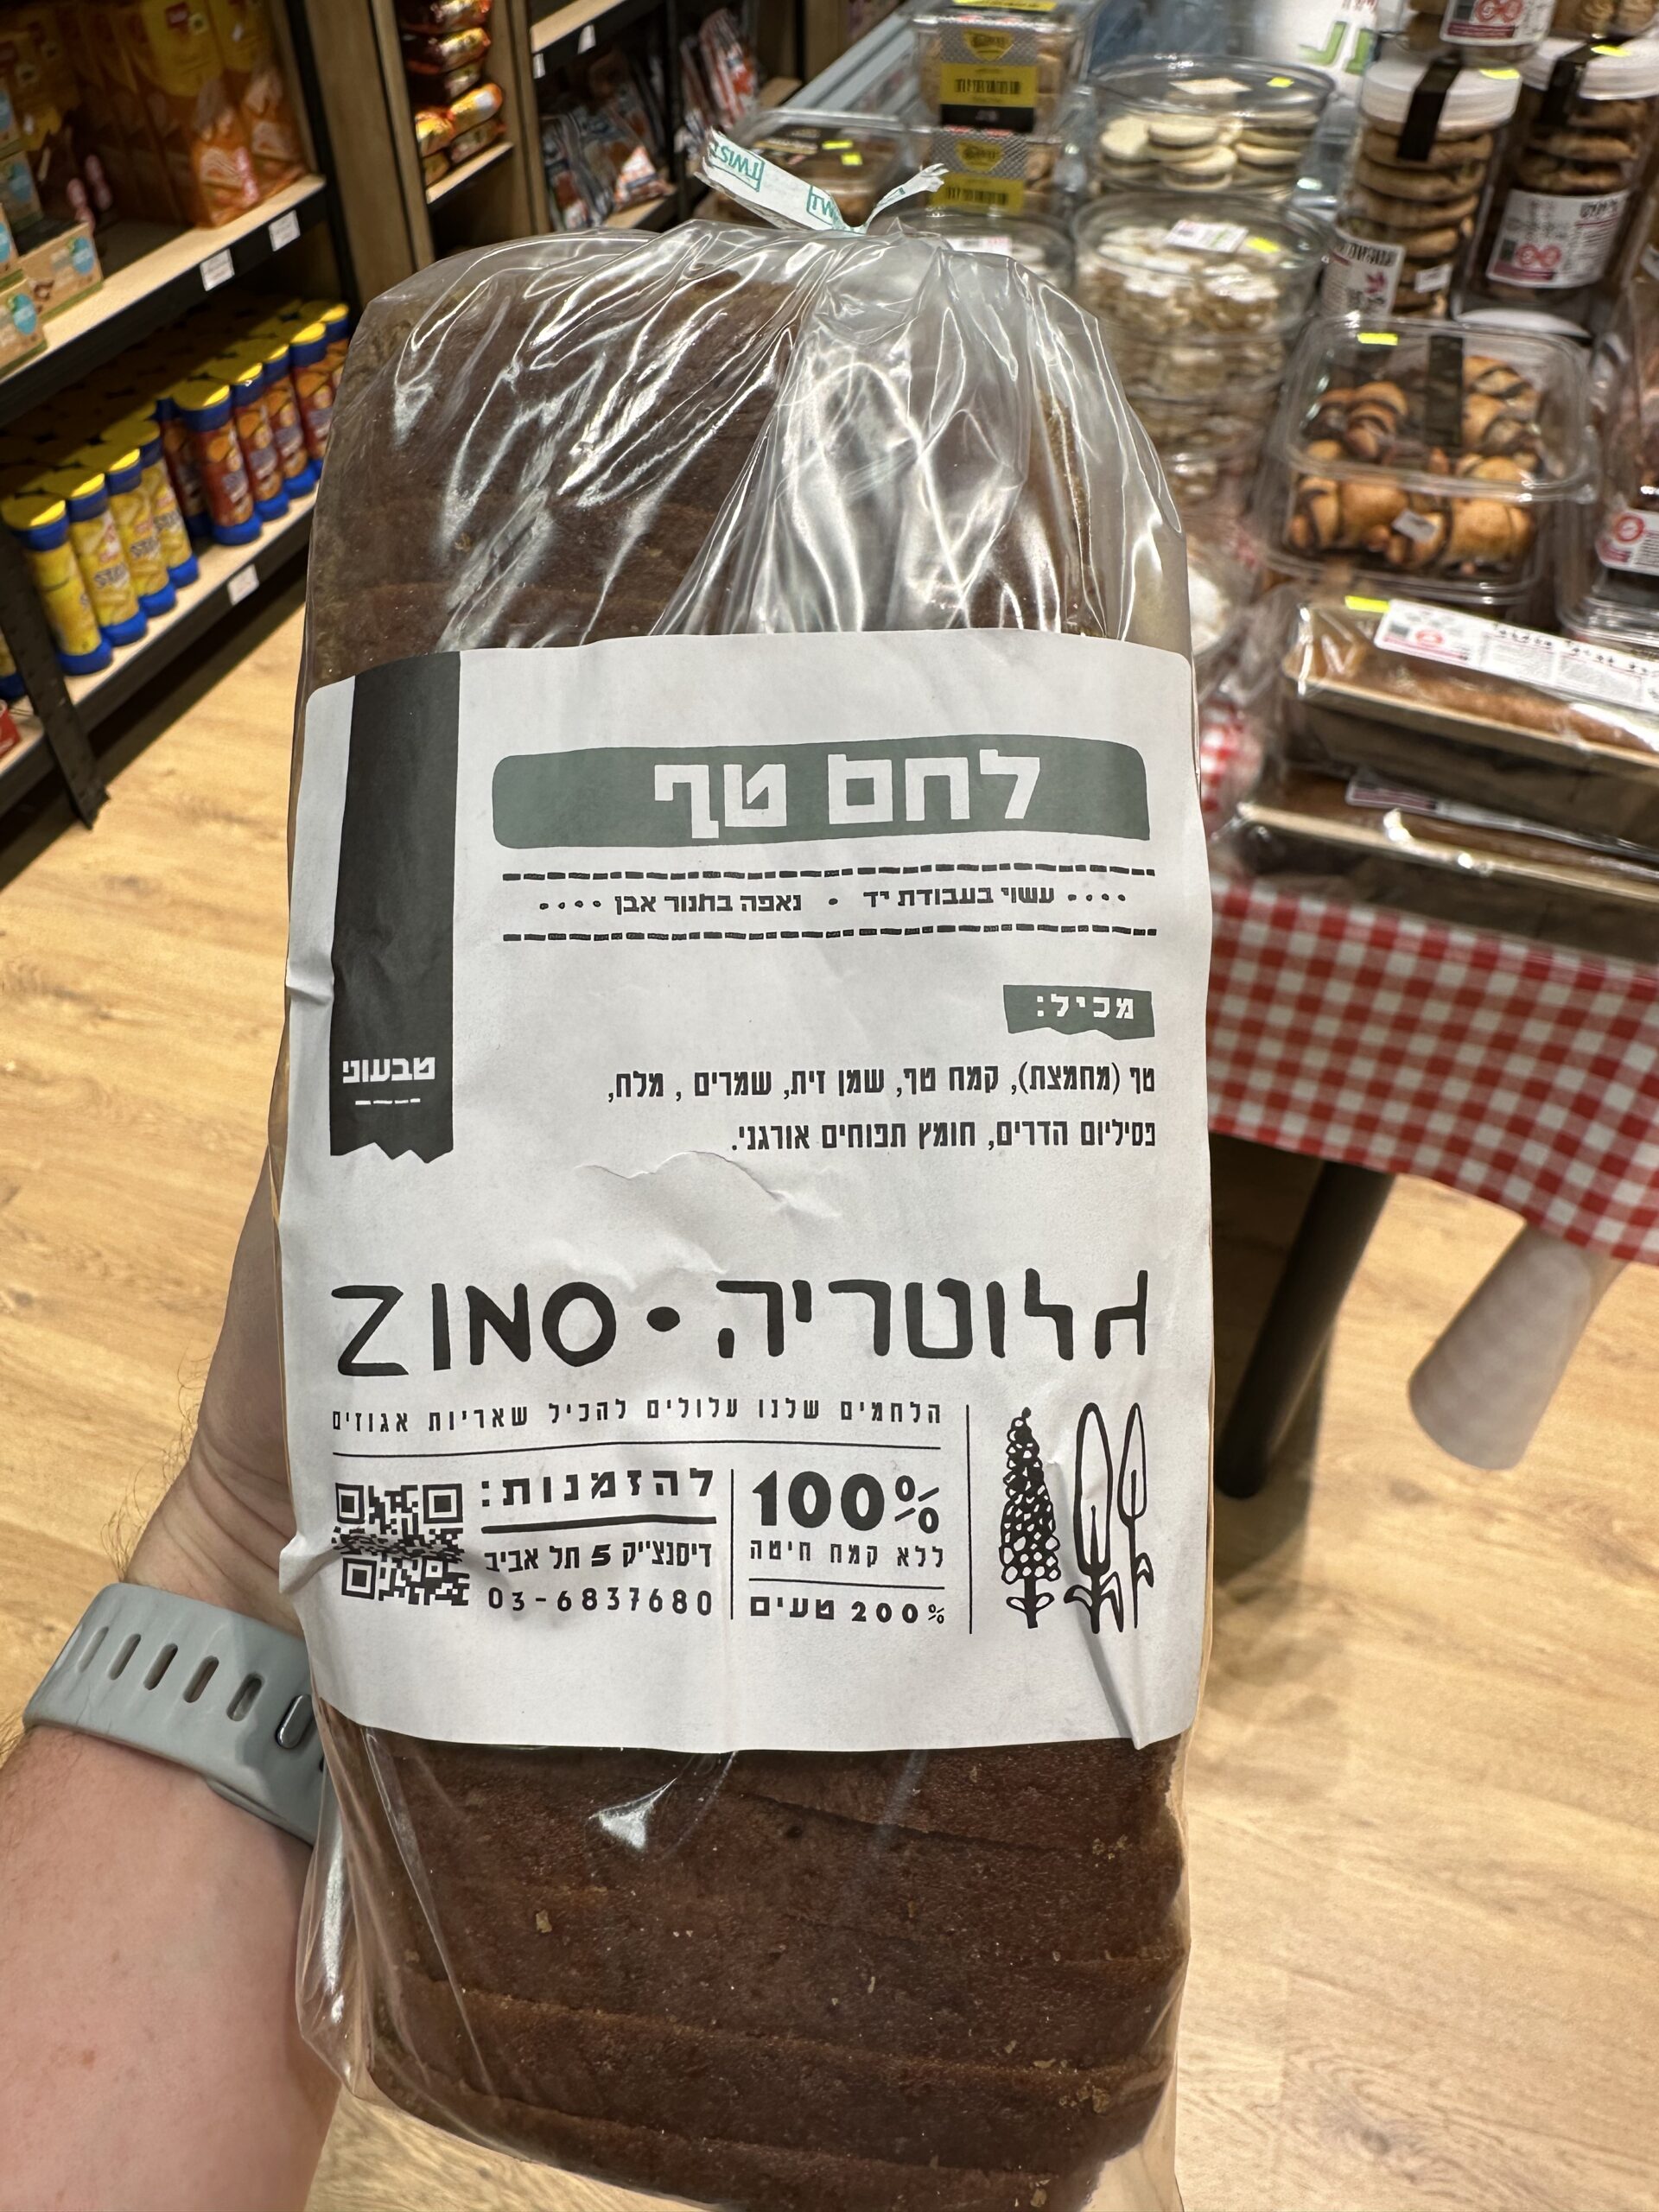 TWIST
TW
לחם טף
עשוי בעבודת יד • נאפה בתנור אבן
מכיל:
טבעוני
טף (מחמצת), קמח טף, שמן זית, שמרים , מלח,
פסיליום הדרים, חומץ תפוחים אורגני.
גלוטריה • ZINO
הלחמים שלנו עלולים להכיל שאריות אגוזים
100%
ללא קמח חיטה
200% טעים
להזמנות:
דיסנצ'יק 5 תל אביב
03-6837680